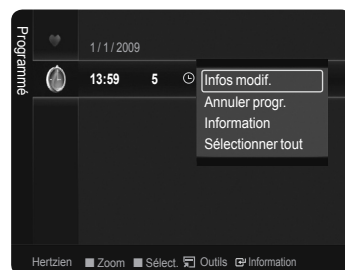 Programmé
1 / 1 / 2009
13:59 5
Infos modif.
Annuler progr.
Information
Sélectionner tout
Hertzien Zoom Sélect. Outils Information